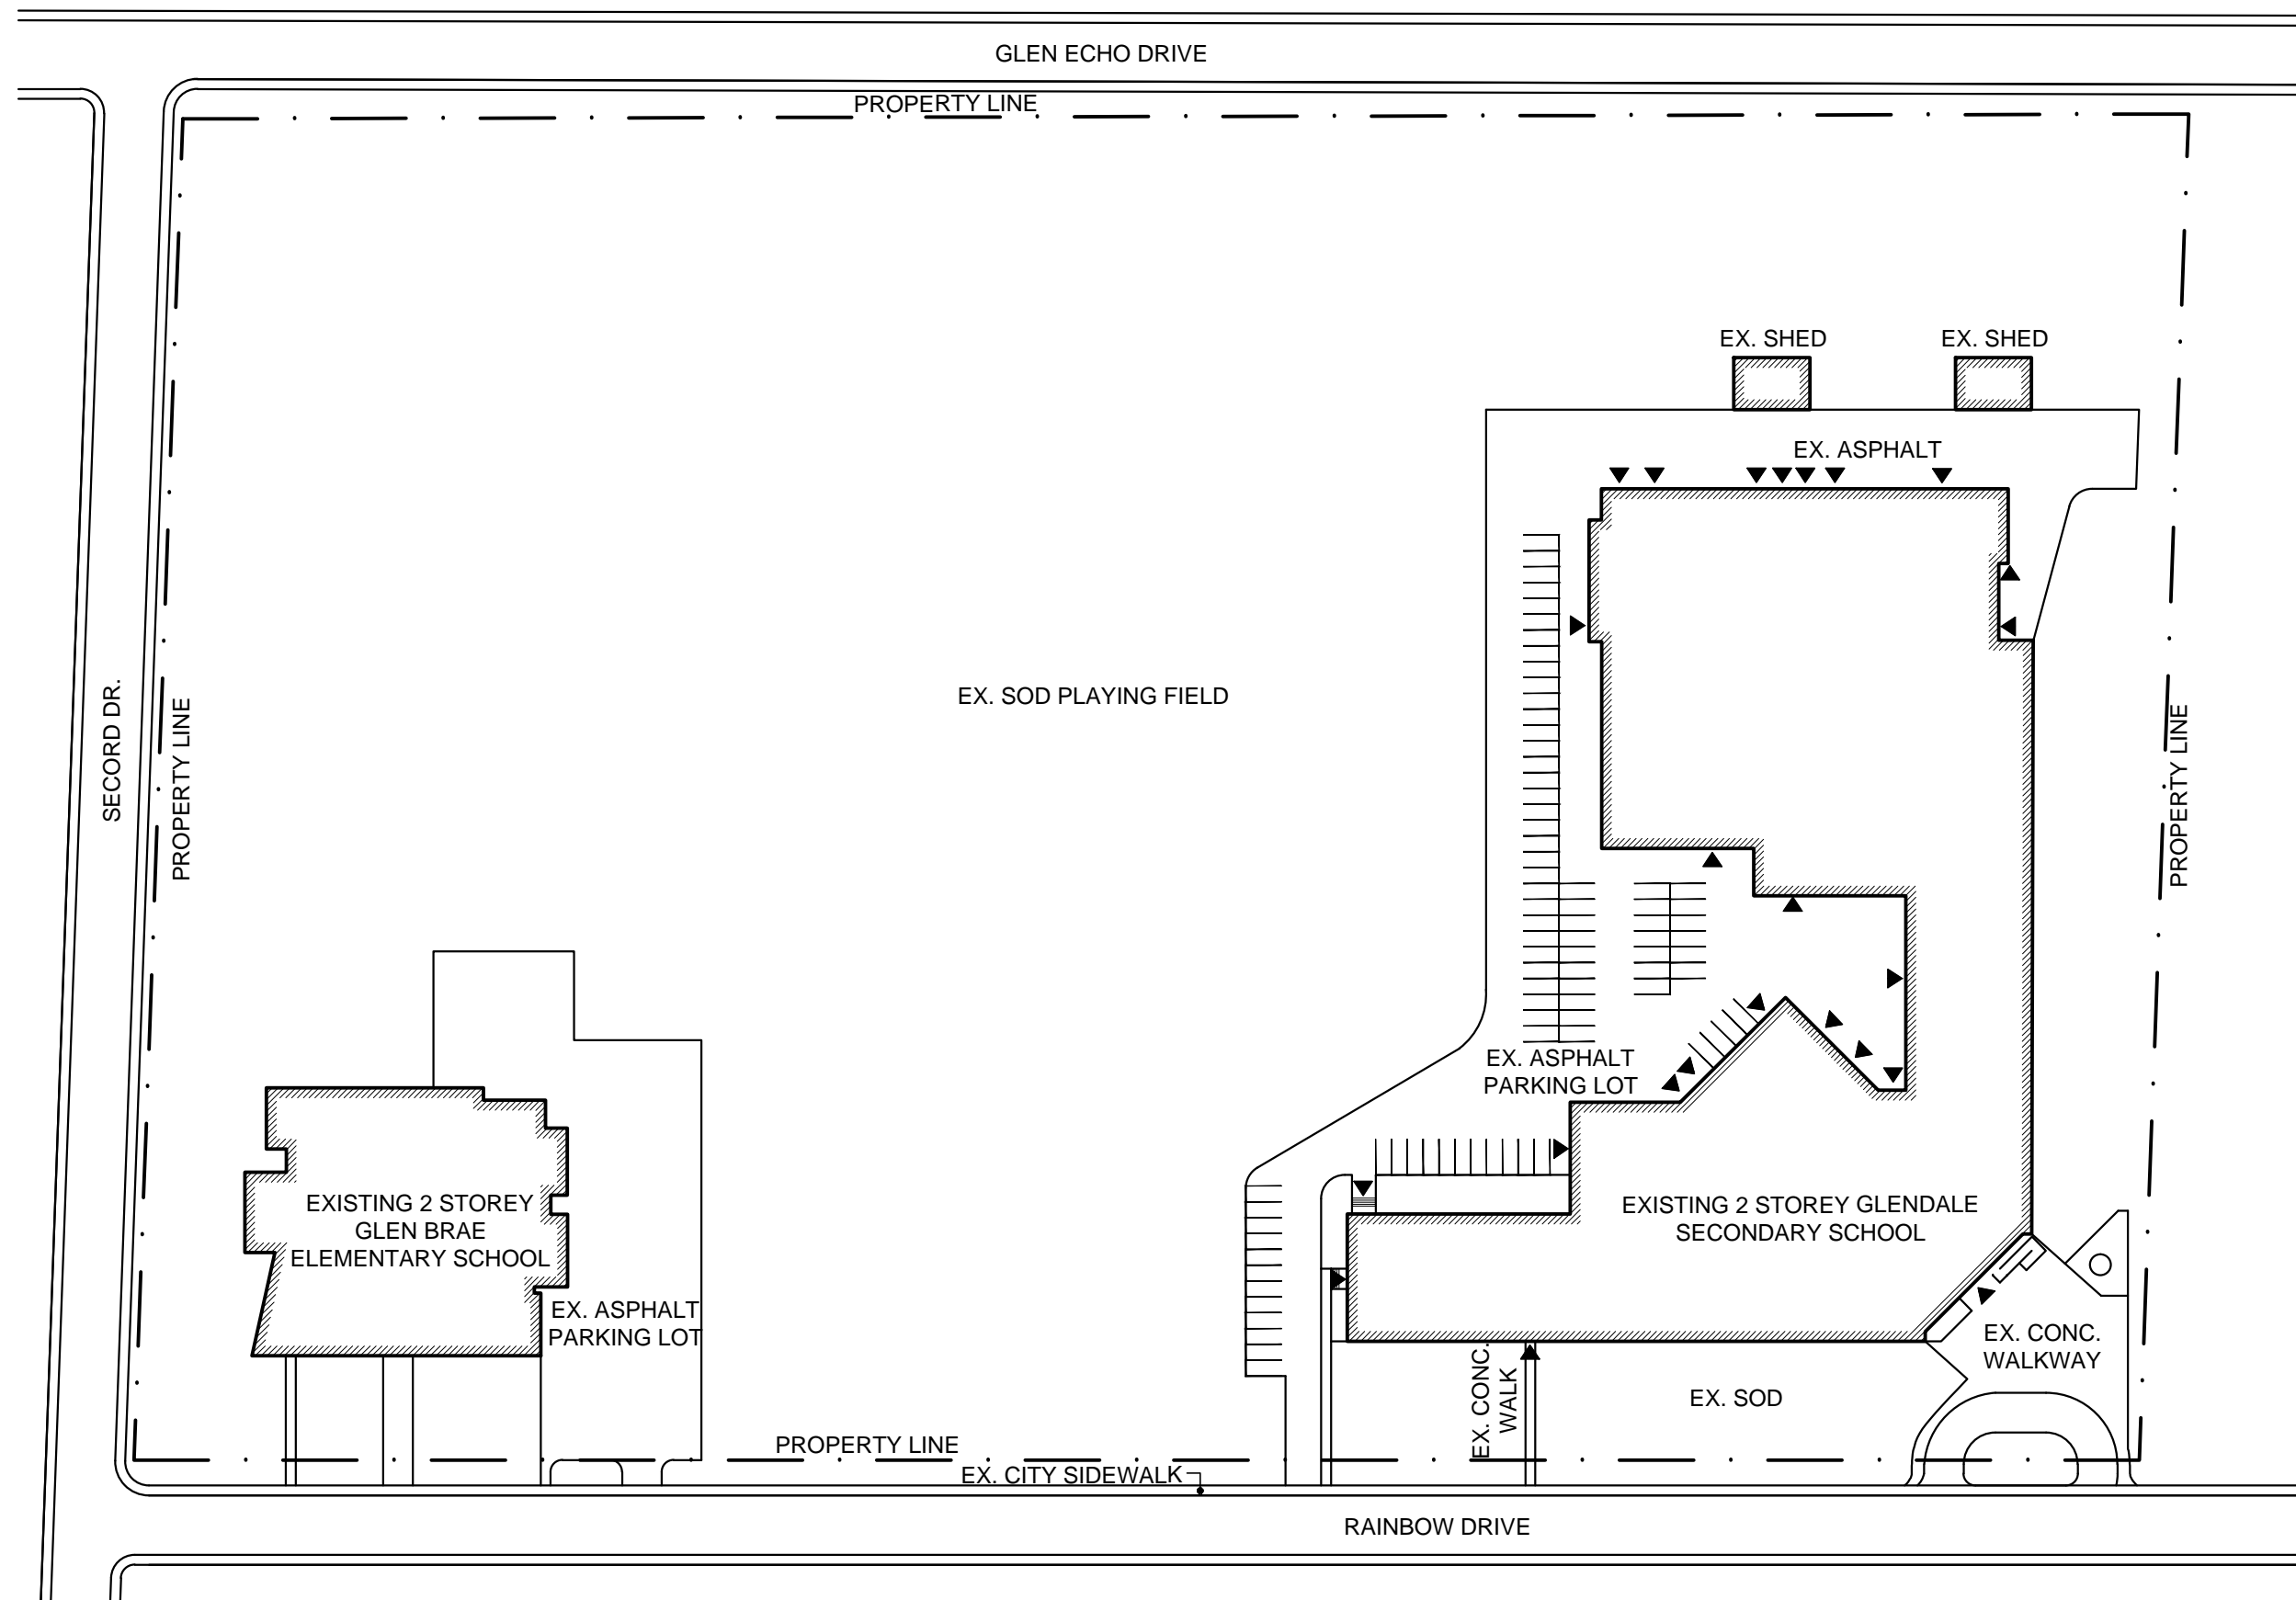 GLEN ECHO DRIVE
PROPERTY LINE
EX. SHED
EX. SHED
EX. ASPHALT
SECORD DR.
PROPERTY LINE
EX. SOD PLAYING FIELD
PROPERTY LINE
EX. ASPHALT
PARKING LOT
EXISTING 2 STOREY
GLEN BRAE
ELEMENTARY SCHOOL
EXISTING 2 STOREY GLENDALE
SECONDARY SCHOOL
EX. ASPHALT
PARKING LOT
EX. CONC.
WALK
EX. SOD
EX. CONC.
WALKWAY
PROPERTY LINE
EX. CITY SIDEWALK
RAINBOW DRIVE